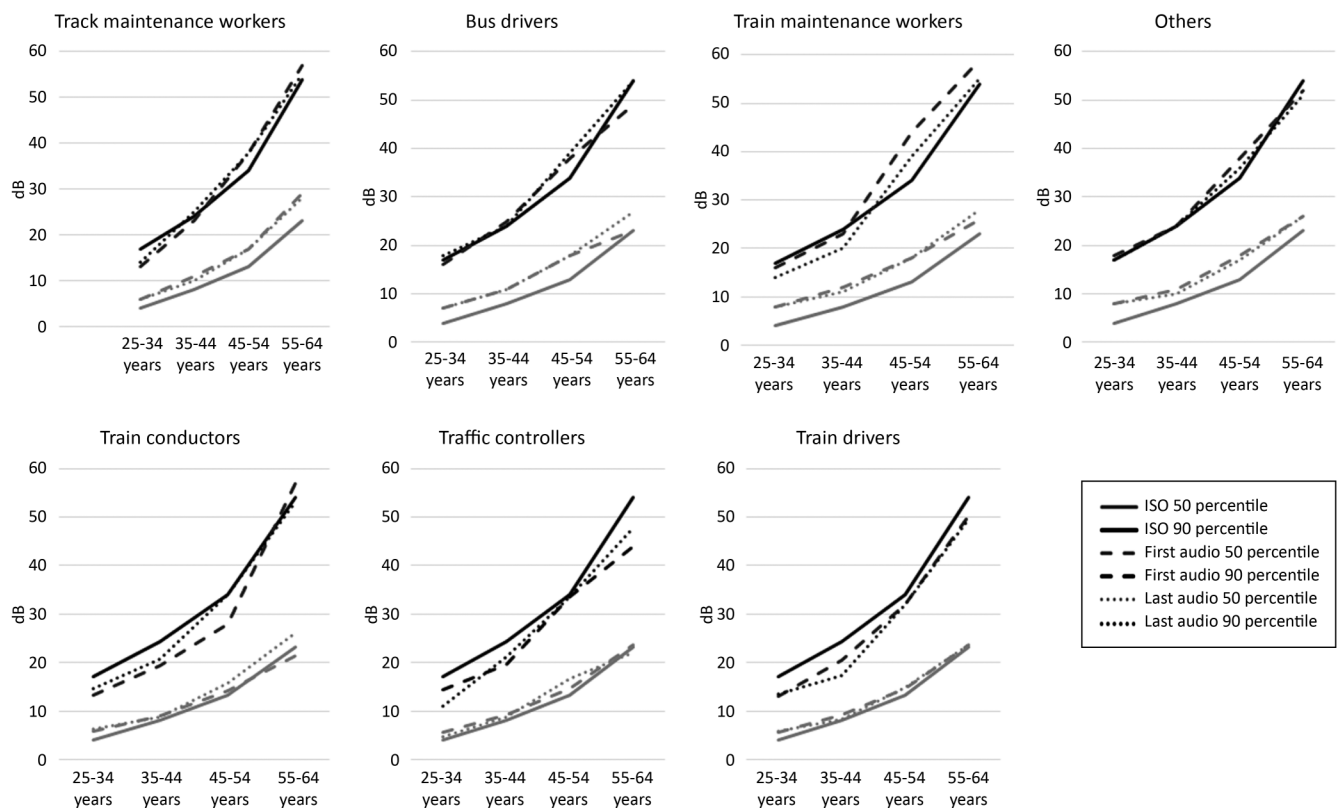 Track maintenance workers
60
50
40
30
20
10
0
dB
25-34 35-44 45-54 55-64
years years years years
Bus drivers
60
50
40
30
20
10
0
dB
25-34 35-44 45-54 55-64
years years years years
Train maintenance workers
60
50
40
30
20
10
0
dB
25-34 35-44 45-54 55-64
years years years years
Others
60
50
40
30
20
10
0
dB
25-34 35-44 45-54 55-64
years years years years
Train conductors
60
50
40
30
20
10
0
dB
25-34 35-44 45-54 55-64
years years years years
Traffic controllers
60
50
40
30
20
10
0
dB
25-34 35-44 45-54 55-64
years years years years
Train drivers
60
50
40
30
20
10
0
dB
25-34 35-44 45-54 55-64
years years years years
ISO 50 percentile
ISO 90 percentile
First audio 50 percentile
First audio 90 percentile
Last audio 50 percentile
Last audio 90 percentile